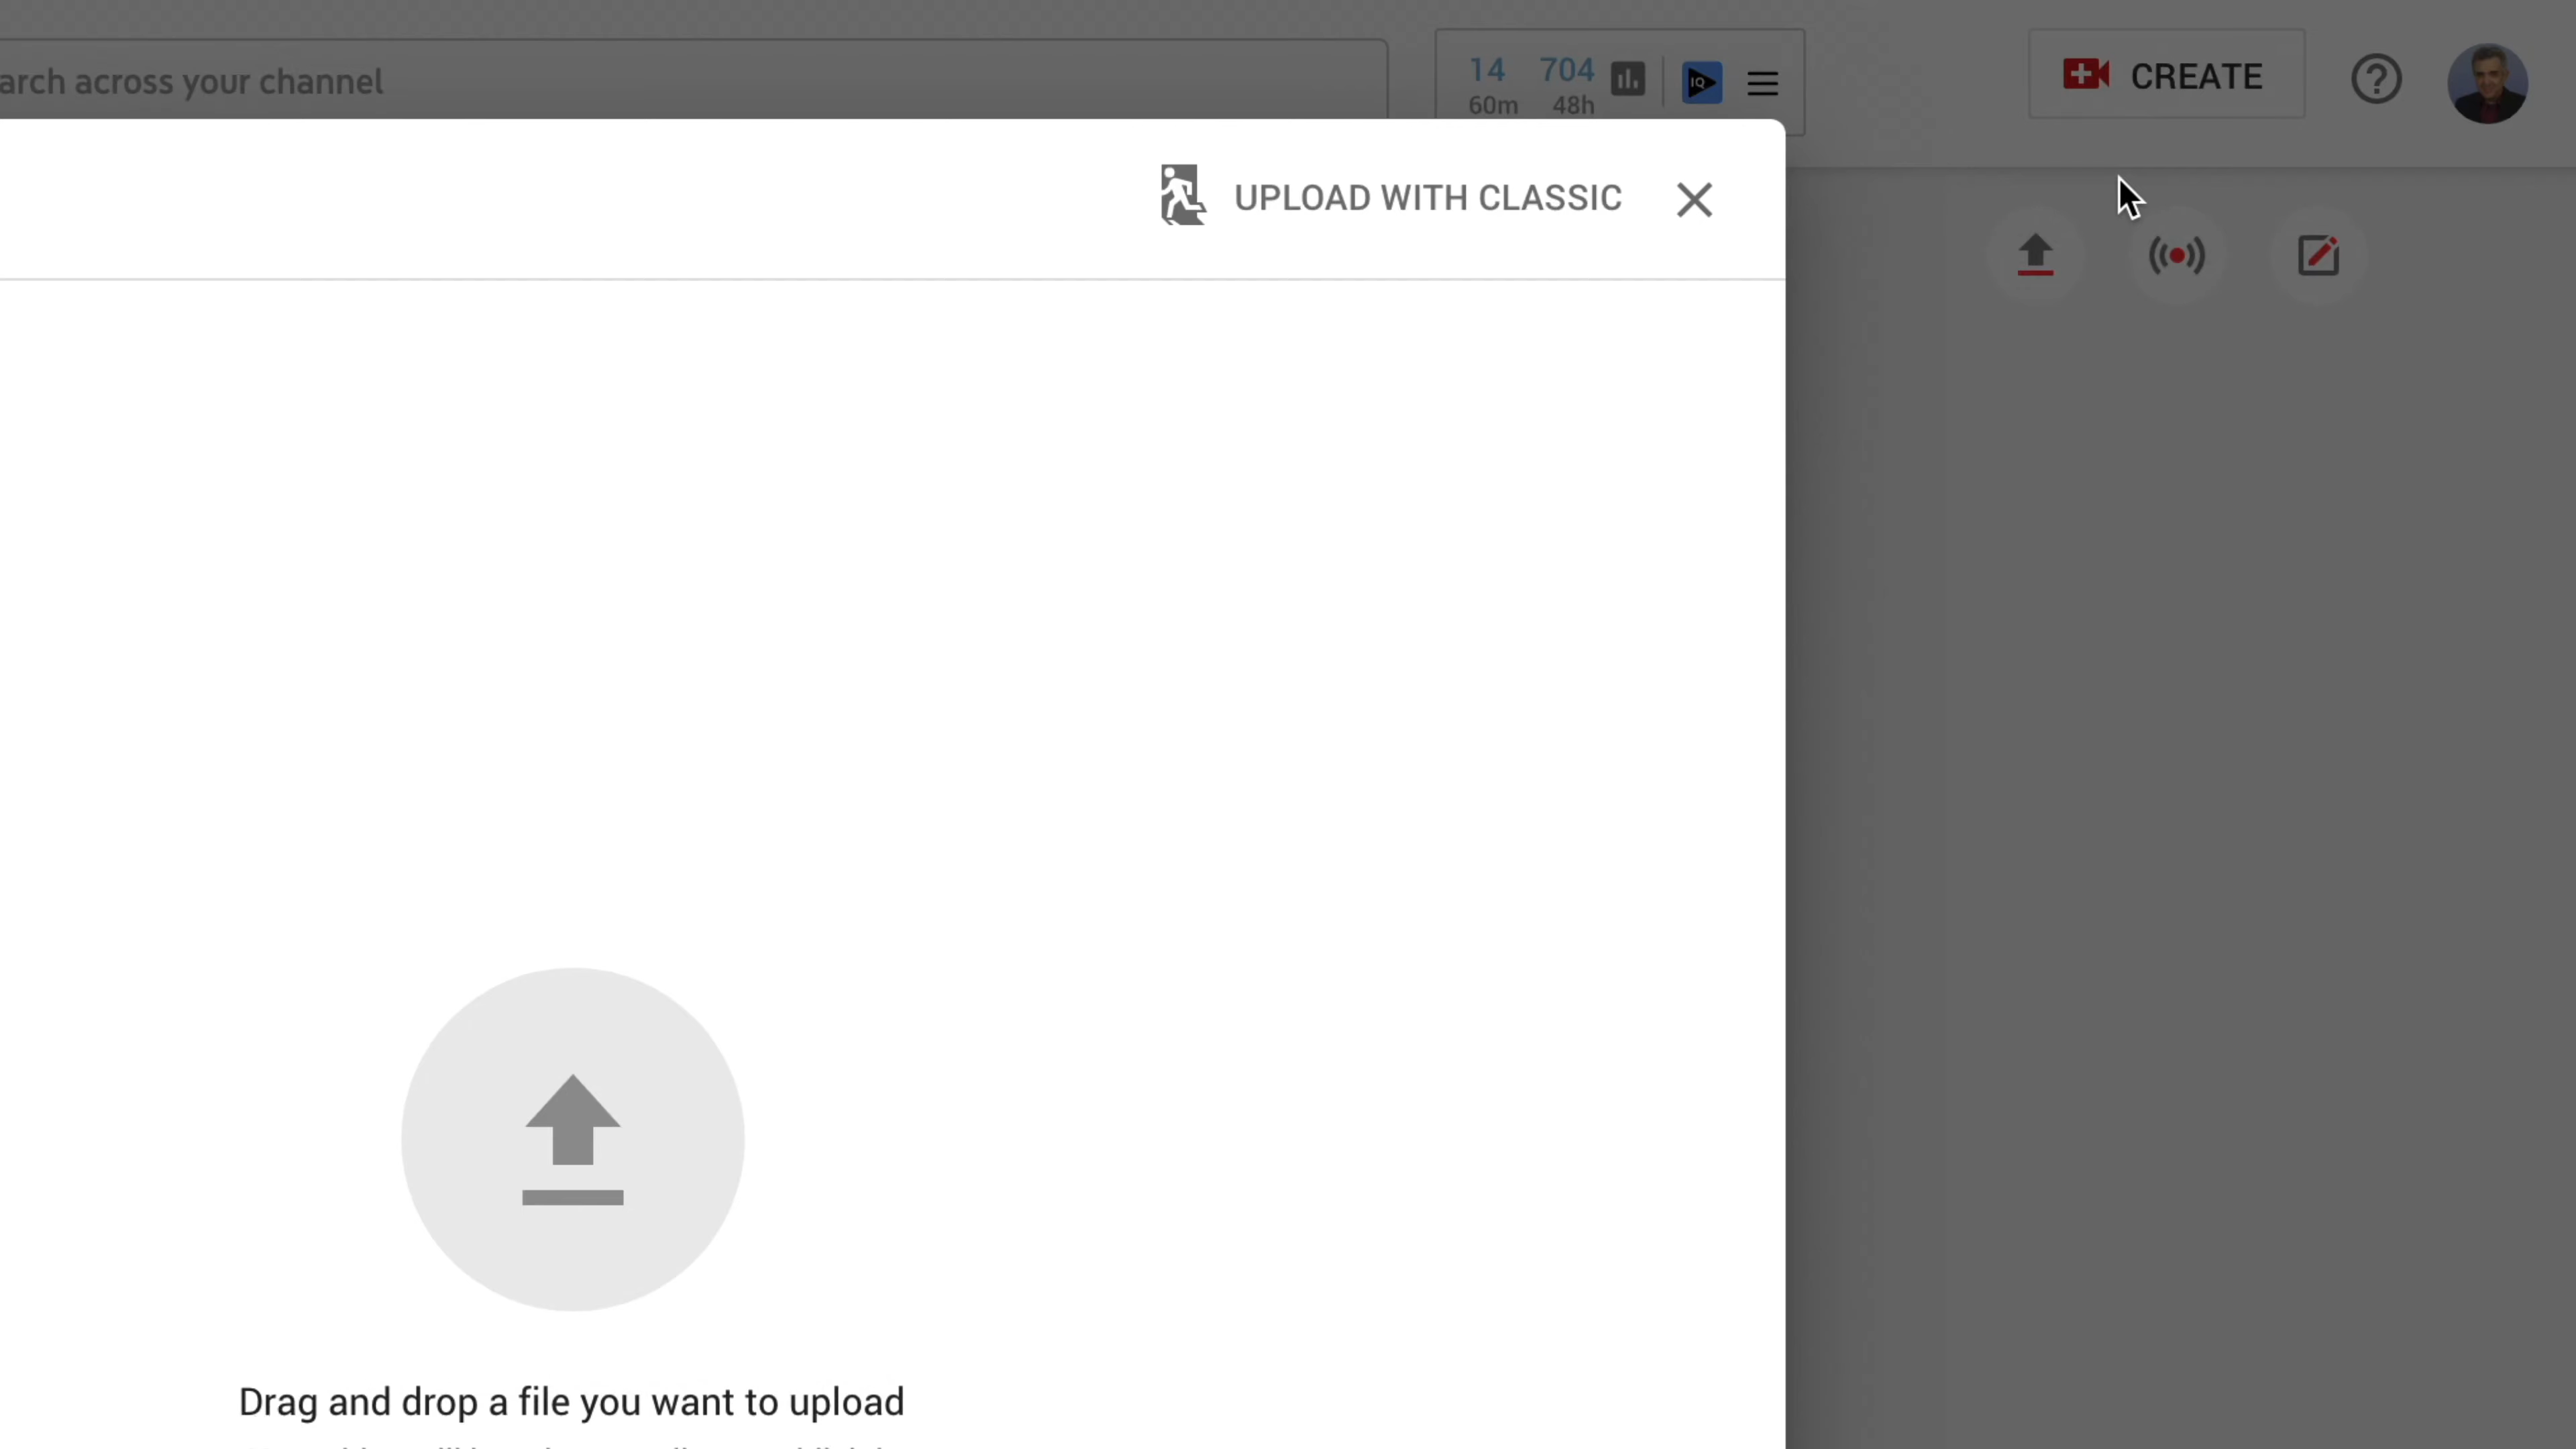 arch across your channel
14 704
60m 48h
IQ
CREATE
UPLOAD WITH CLASSIC
Drag and drop a file you want to upload